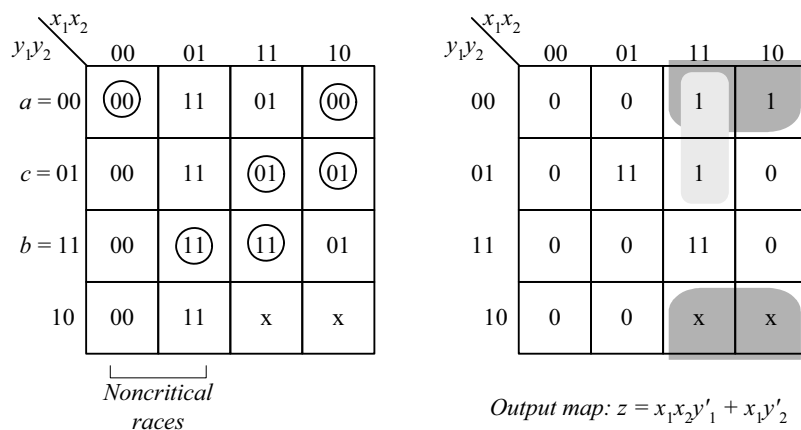 x1x2 x1x2
y1y2 00 01 11 10 y1y2 00 01 11 10
a = 00 00 11 01 00 00 0 0 1 1
c = 01 00 11 01 01 01 0 11 1 0
b = 11 00 11 11 01 11 0 0 11 0
10 00 11 x x 10 0 0 x x
Noncritical
races
Output map: z = x1x2y′1 + x1y′2